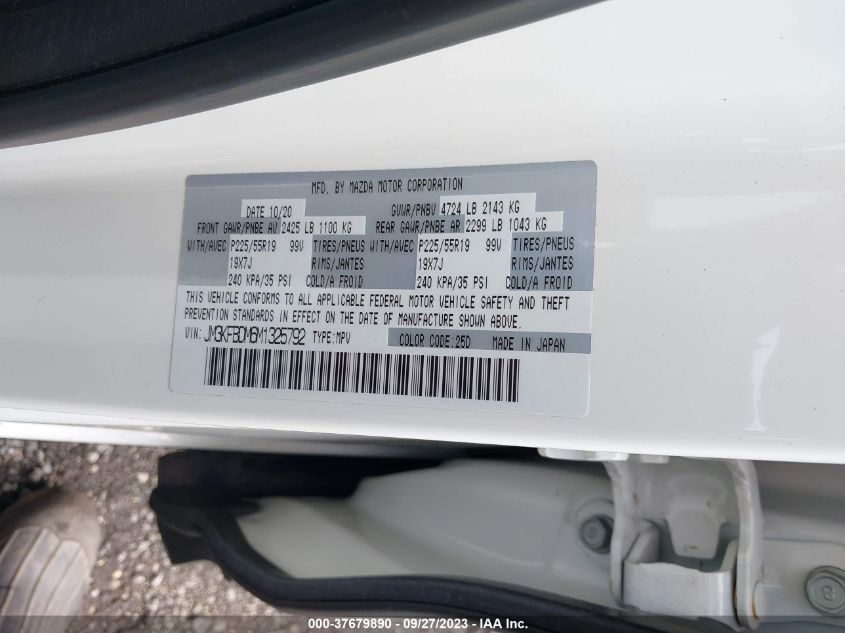 MFD. BY MAZDA MOTOR CORPORATION
DATE 10/20 GVWR/PNBV 4724 LB 2143 KG
FRONT GAWR/PNBE AV 2425 LB 1100 KG REAR GAWR/PNBE AR 2299 LB 1043 KG
WITH/AVEC P225/55R19 99V TIRES/PNEUS WITH/AVEC P225/55R19 99V TIRES/PNEUS
19X7J RIMS/JANTES 19X7J RIMS/JANTES
240 KPA/35 PSI COLD/A FROID 240 KPA/35 PSI COLD/A FROID
THIS VEHICLE CONFORMS TO ALL APPLICABLE FEDERAL MOTOR VEHICLE SAFETY AND THEFT
PREVENTION STANDARDS IN EFFECT ON THE DATE OF MANUFACTURE SHOWN ABOVE.
VIN: JM3KFBDM6M1325792 TYPE:MPV COLOR CODE:25D MADE IN JAPAN
000-37679890 - 09/27/2023 - IAA Inc.